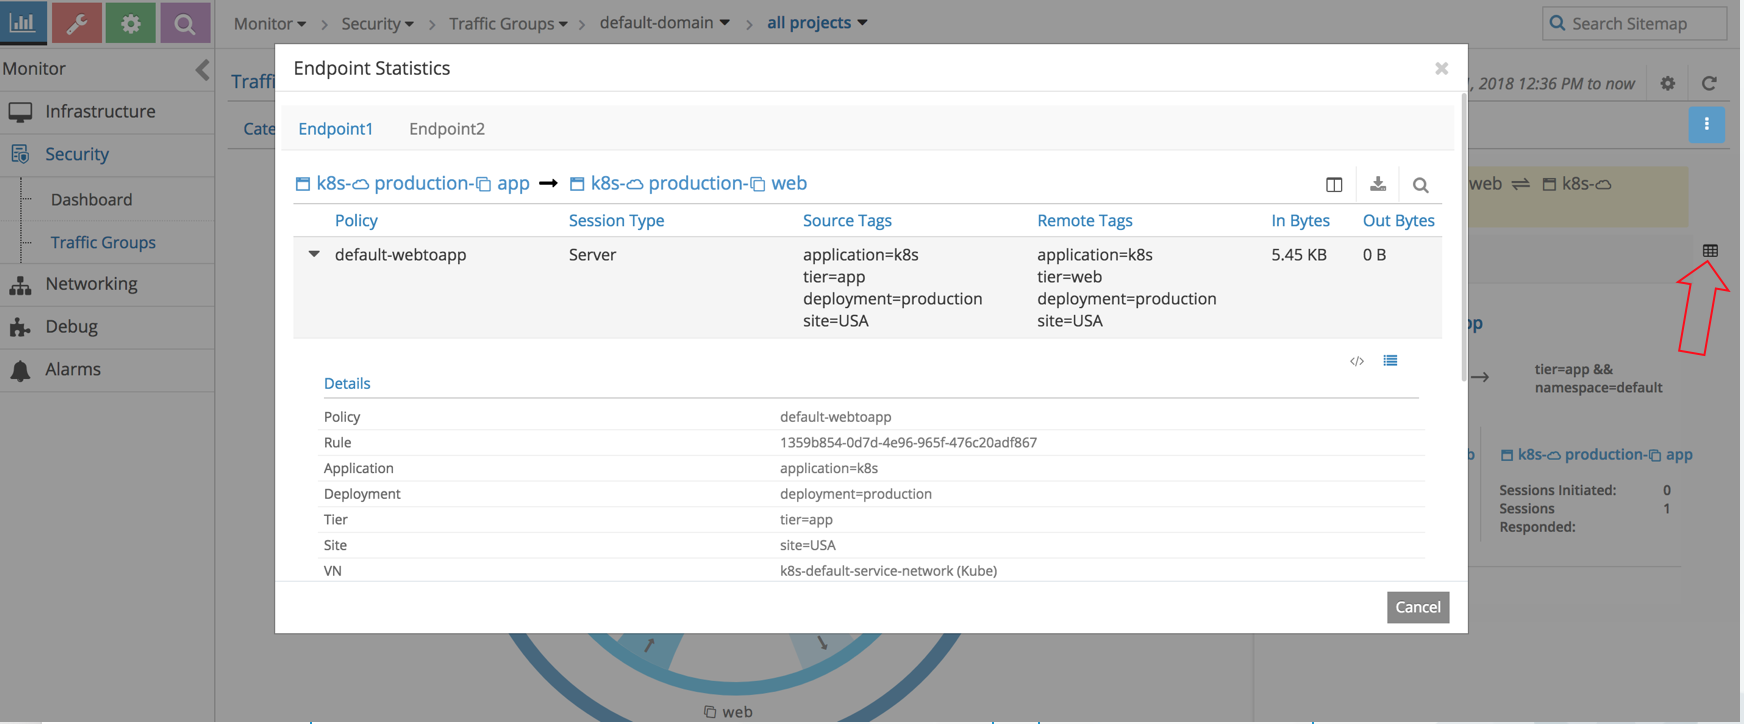 Monitor Security Traffic Groups default-domain all projects Search Sitemap
Monitor
Infrastructure
Security
Dashboard
Traffic Groups
Networking
Debug
Alarms
Traffi
, 2018 12:36 PM to now
Cate
Endpoint Statistics
Endpoint1 Endpoint2
k8s- production- app → k8s- production- web
Policy Session Type Source Tags Remote Tags In Bytes Out Bytes
default-webtoapp Server application=k8s application=k8s 5.45 KB 0 B
tier=app tier=web
deployment=production deployment=production
site=USA site=USA
</>
Details
Policy default-webtoapp
Rule 1359b854-0d7d-4e96-965f-476c20adf867
Application application=k8s
Deployment deployment=production
Tier tier=app
Site site=USA
VN k8s-default-service-network (Kube)
Cancel
web ⇌ k8s-
pp
→ tier=app &&
namespace=default
b k8s- production- app
Sessions Initiated: 0
Sessions 1
Responded:
web